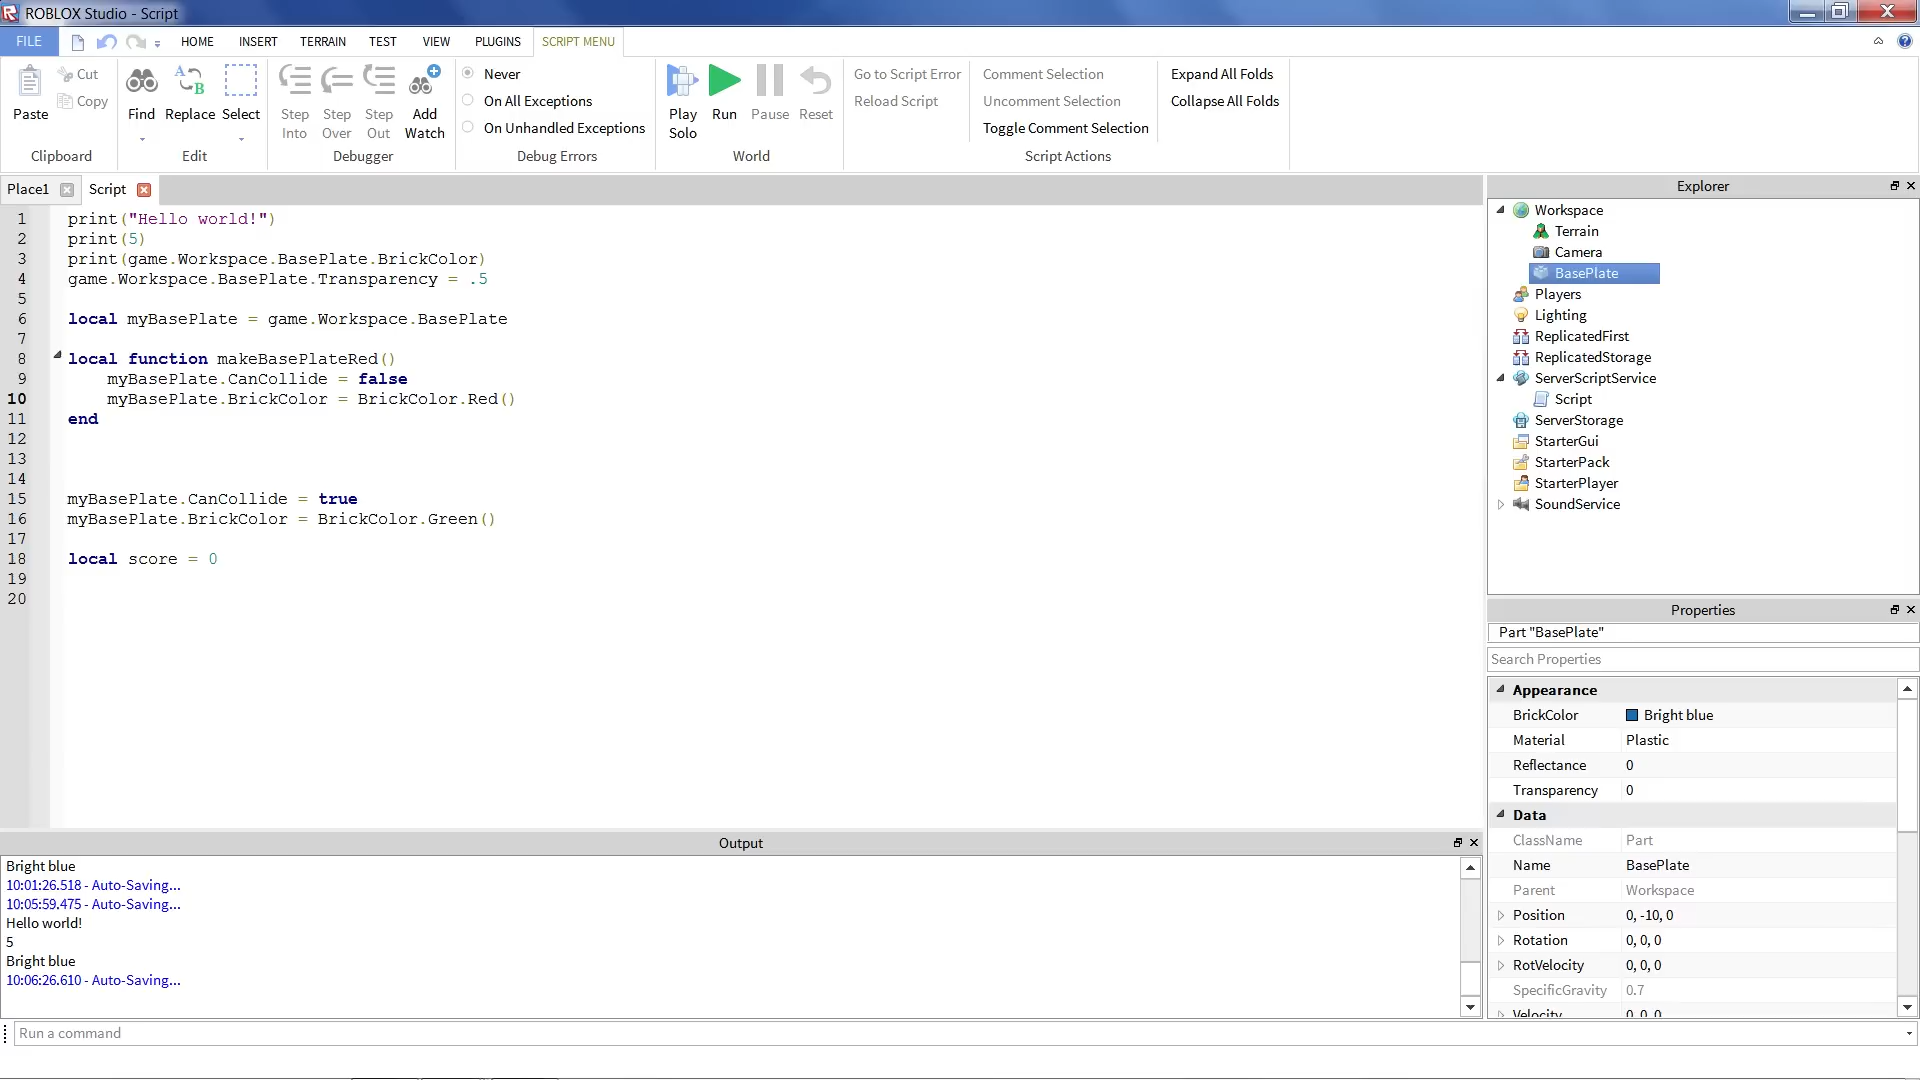 ROBLOX Studio - Script
FILE HOME INSERT TERRAIN TEST VIEW PLUGINS SCRIPT MENU
Paste
Cut
Copy
Clipboard
Find
Replace
Select
Edit
Step Into
Step Over
Step Out
Add Watch
Debugger
Never
On All Exceptions
On Unhandled Exceptions
Debug Errors
Play Solo
Run
Pause
Reset
World
Go to Script Error
Reload Script
Comment Selection
Uncomment Selection
Toggle Comment Selection
Expand All Folds
Collapse All Folds
Script Actions
Place1 Script
1 print("Hello world!")
2 print(5)
3 print(game.Workspace.BasePlate.BrickColor)
4 game.Workspace.BasePlate.Transparency = .5
5
6 local myBasePlate = game.Workspace.BasePlate
7
8 local function makeBasePlateRed()
9 myBasePlate.CanCollide = false
10 myBasePlate.BrickColor = BrickColor.Red()
11 end
12
13
14
15 myBasePlate.CanCollide = true
16 myBasePlate.BrickColor = BrickColor.Green()
17
18 local score = 0
19
20
Output
Bright blue
10:01:26.518 - Auto-Saving...
10:05:59.475 - Auto-Saving...
Hello world!
5
Bright blue
10:06:26.610 - Auto-Saving...
Run a command
Explorer
Workspace
Terrain
Camera
BasePlate
Players
Lighting
ReplicatedFirst
ReplicatedStorage
ServerScriptService
Script
ServerStorage
StarterGui
StarterPack
StarterPlayer
SoundService
Properties
Part "BasePlate"
Search Properties
Appearance
BrickColor Bright blue
Material Plastic
Reflectance 0
Transparency 0
Data
ClassName Part
Name BasePlate
Parent Workspace
Position 0, -10, 0
Rotation 0, 0, 0
RotVelocity 0, 0, 0
SpecificGravity 0.7
Velocity 0, 0, 0